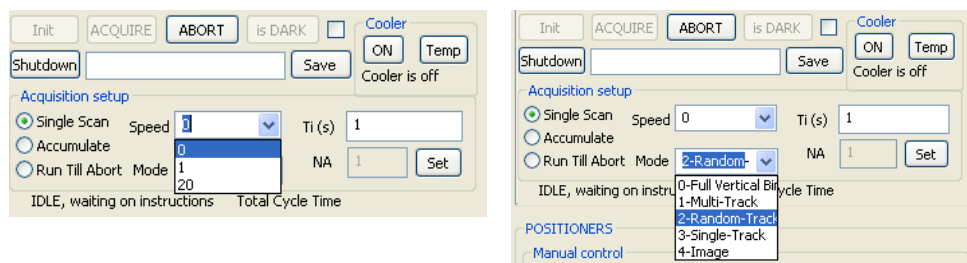 Init ACQUIRE ABORT is DARK Cooler
ON Temp
Shutdown Save Cooler is off
Acquisition setup
Single Scan Speed 0 Ti (s) 1
Accumulate 0
Run Till Abort Mode 1 NA 1 Set
20
IDLE, waiting on instructions Total Cycle Time
Init ACQUIRE ABORT is DARK Cooler
ON Temp
Shutdown Save Cooler is off
Acquisition setup
Single Scan Speed 0 Ti (s) 1
Accumulate
Run Till Abort Mode 2-Random- NA 1 Set
IDLE, waiting on instru 0-Full Vertical Bin ycle Time
1-Multi-Track
2-Random-Track
POSITIONERS
3-Single-Track
Manual control 4-Image